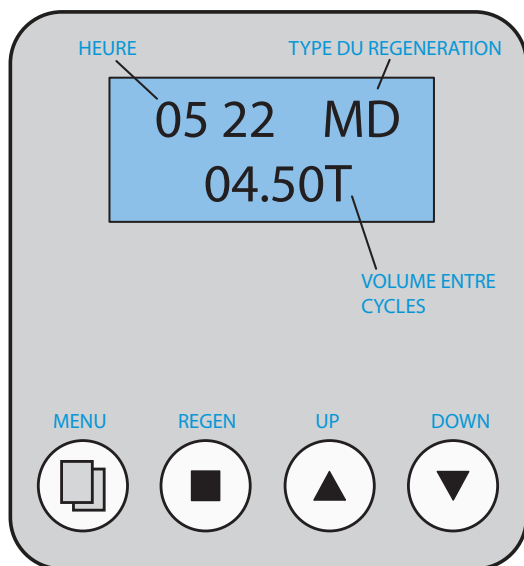 HEURE
TYPE DU REGENERATION
05 22 MD
04.50T
VOLUME ENTRE
CYCLES
MENU
REGEN
UP
DOWN